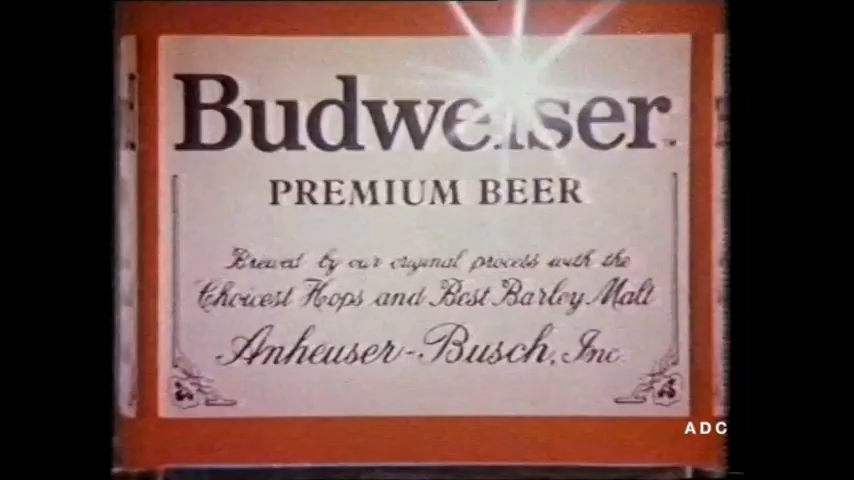 Budweiser
PREMIUM BEER
Brewed by our original process with the
Choicest Hops and Best Barley Malt
Anheuser-Busch, Inc.
ADC